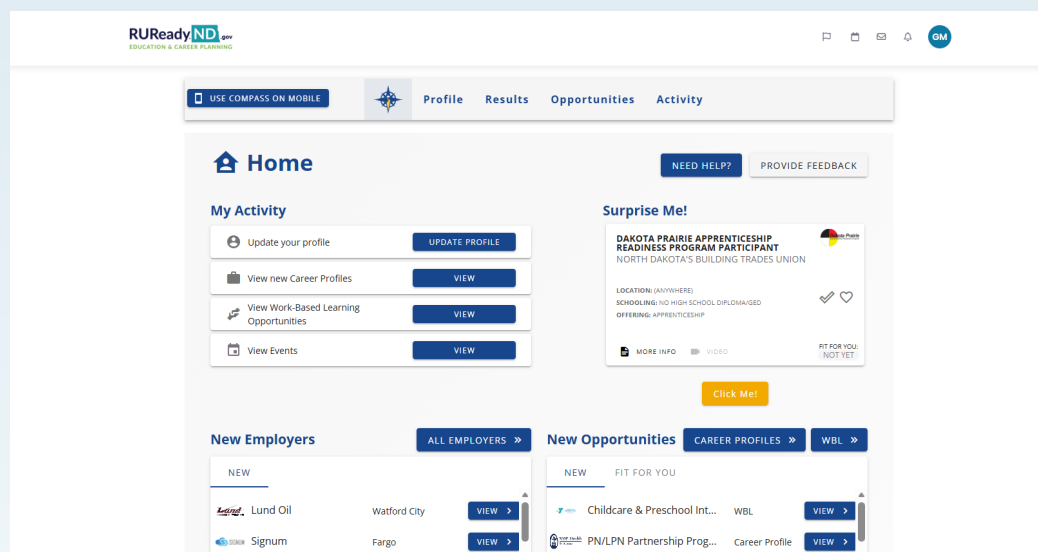 RUReady ND .gov
EDUCATION & CAREER PLANNING
GM
USE COMPASS ON MOBILE
Profile
Results
Opportunities
Activity
Home
NEED HELP?
PROVIDE FEEDBACK
My Activity
Update your profile
UPDATE PROFILE
View new Career Profiles
VIEW
View Work-Based Learning
Opportunities
VIEW
View Events
VIEW
Surprise Me!
DAKOTA PRAIRIE APPRENTICESHIP
READINESS PROGRAM PARTICIPANT
NORTH DAKOTA'S BUILDING TRADES UNION
LOCATION: (ANYWHERE)
SCHOOLING: NO HIGH SCHOOL DIPLOMA/GED
OFFERING: APPRENTICESHIP
MORE INFO
VIDEO
FIT FOR YOU:
NOT YET
Click Me!
New Employers
ALL EMPLOYERS »
NEW
Lund Oil
Watford City
VIEW >
Signum
Fargo
VIEW >
New Opportunities
CAREER PROFILES »
WBL »
NEW
FIT FOR YOU
Childcare & Preschool Int...
WBL
VIEW >
PN/LPN Partnership Prog...
Career Profile
VIEW >